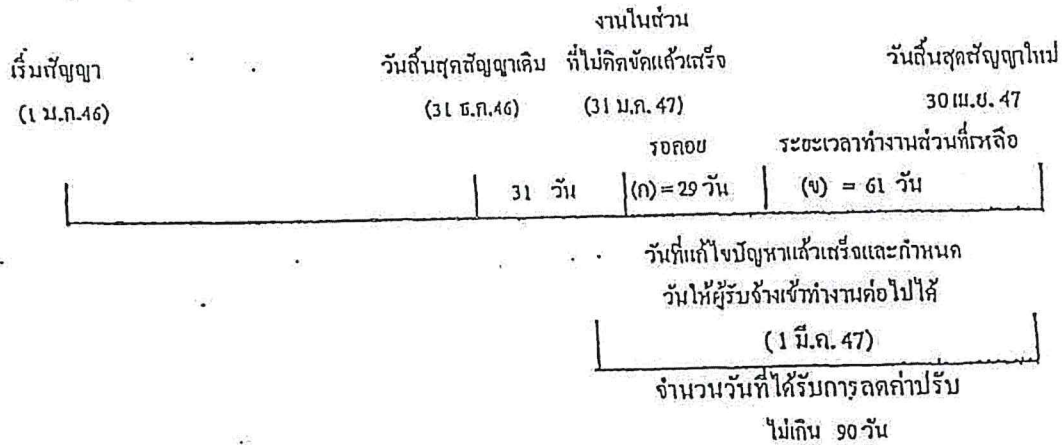 งานในส่วน
เริ่มสัญญา วันสิ้นสุดสัญญาเดิม ที่ไม่ติดขัดแล้วเสร็จ วันสิ้นสุดสัญญาใหม่
(1 ม.ค.46) (31 ธ.ค.46) (31 ม.ค. 47) 30 เม.ย. 47
รอคอย ระยะเวลาทำงานส่วนที่เหลือ
31 วัน (ก) = 29 วัน (ข) = 61 วัน
วันที่แก้ไขปัญหาแล้วเสร็จและกำหนด
วันให้ผู้รับจ้างเข้าทำงานต่อไปได้
(1 มี.ค. 47)
จำนวนวันที่ได้รับการลดค่าปรับ
ไม่เกิน 90 วัน